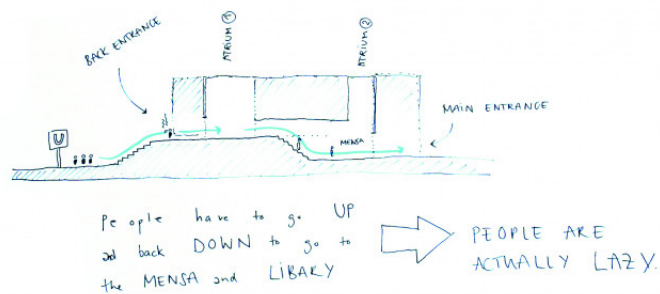 ATRIUM ①
ATRIUM ②
BACK ENTRANCE
MAIN ENTRANCE
U
MENSA
People have to go UP
and back DOWN to go to
the MENSA and LIBARY
PEOPLE ARE
ACTUALLY LAZY.